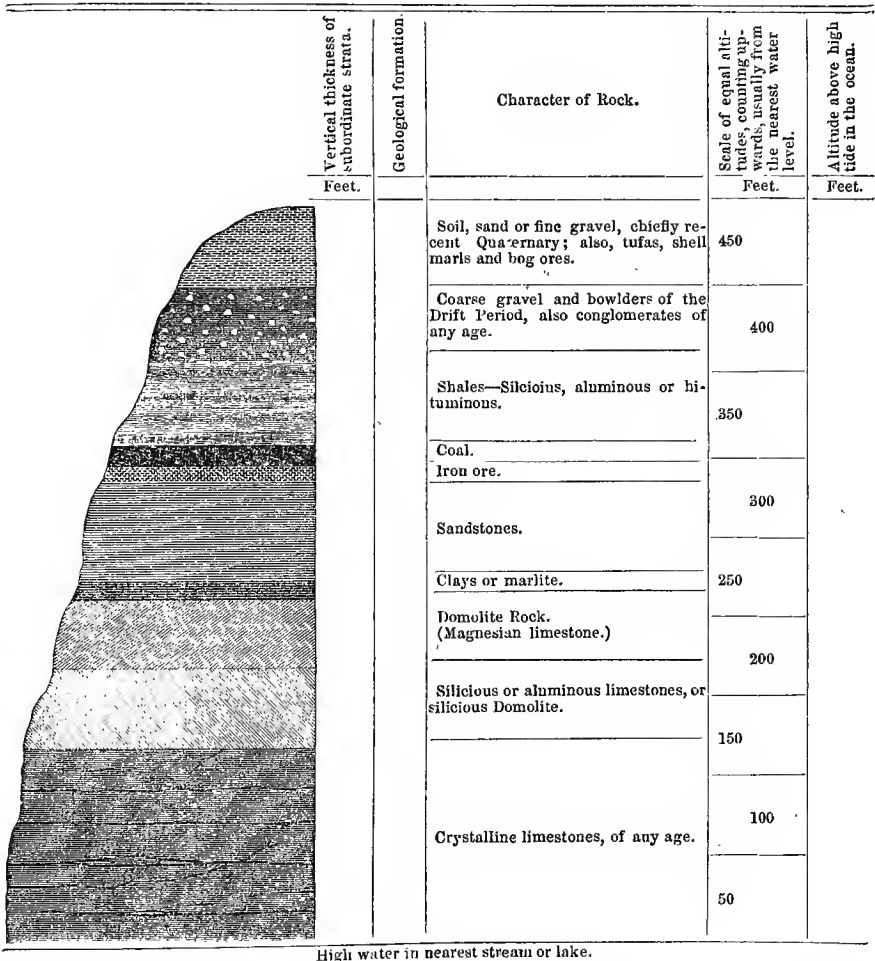 Vertical thickness of
subordinate strata.
Geological formation.
Character of Rock.
Scale of equal alti-
tudes, counting up-
wards, usually from
the nearest water
level.
Altitude above high
tide in the ocean.
Feet.
Feet.
Feet.
Soil, sand or fine gravel, chiefly re-
cent Quaternary; also, tufas, shell
marls and bog ores.
450
Coarse gravel and bowlders of the
Drift Period, also conglomerates of
any age.
400
Shales—Silcioius, aluminous or bi-
tuminous.
350
Coal.
Iron ore.
300
Sandstones.
Clays or marlite.
250
Domolite Rock.
(Magnesian limestone.)
200
Silicious or aluminous limestones, or
silicious Domolite.
150
100
Crystalline limestones, of any age.
50
High water in nearest stream or lake.